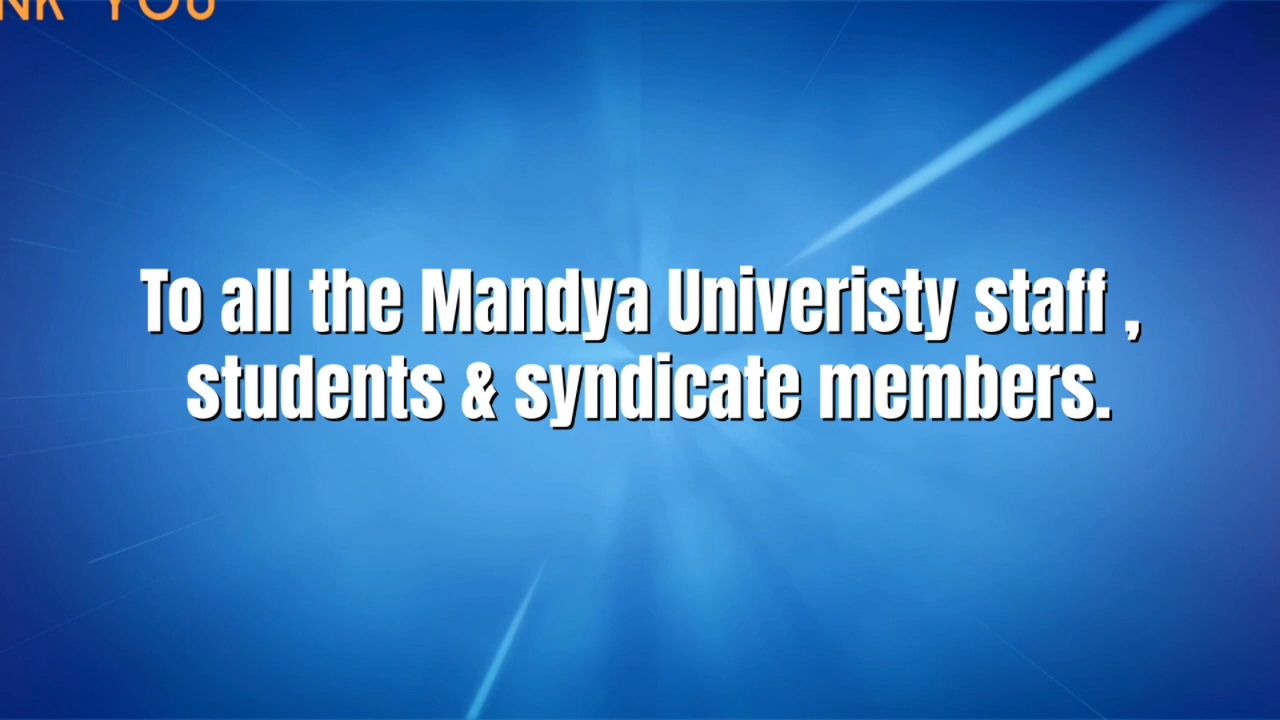 NK YOU
To all the Mandya Univeristy staff ,
students & syndicate members.